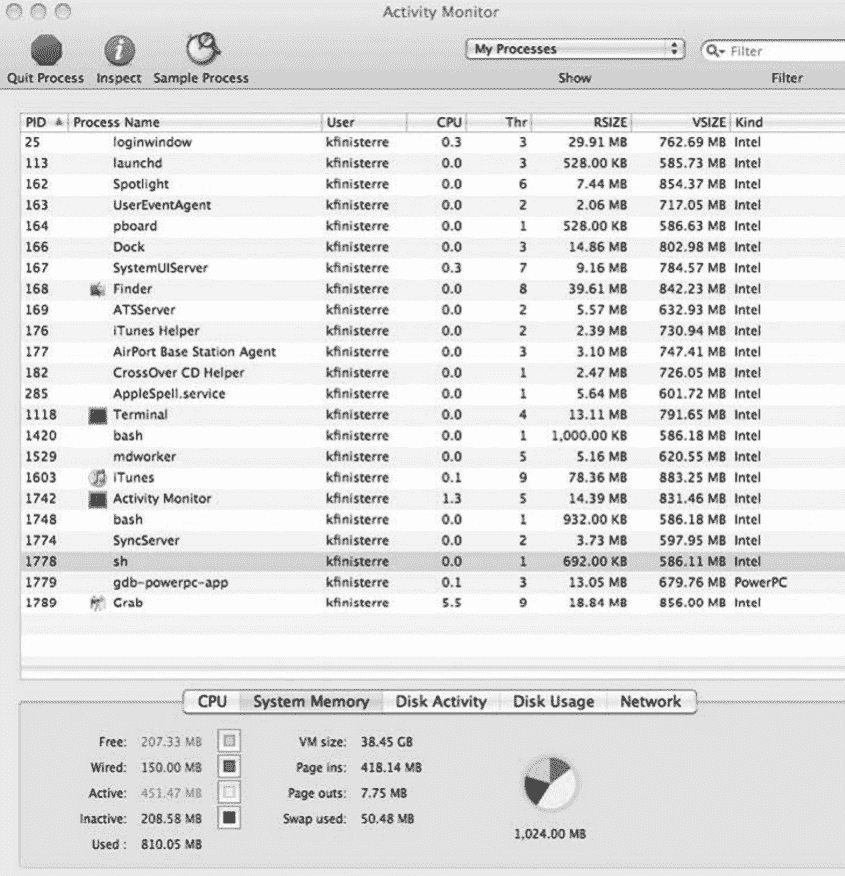 Activity Monitor
Quit Process Inspect Sample Process My Processes Show Filter Filter
PID Process Name User CPU Thr RSIZE VSIZE Kind
25 loginwindow kfinisterre 0.3 3 29.91 MB 762.69 MB Intel
113 launchd kfinisterre 0.0 3 528.00 KB 585.73 MB Intel
162 Spotlight kfinisterre 0.0 6 7.44 MB 854.37 MB Intel
163 UserEventAgent kfinisterre 0.0 2 2.06 MB 717.05 MB Intel
164 pboard kfinisterre 0.0 1 528.00 KB 586.63 MB Intel
166 Dock kfinisterre 0.0 3 14.86 MB 802.98 MB Intel
167 SystemUIServer kfinisterre 0.3 7 9.16 MB 784.57 MB Intel
168 Finder kfinisterre 0.0 8 39.61 MB 842.23 MB Intel
169 ATSServer kfinisterre 0.0 2 5.57 MB 632.93 MB Intel
176 iTunes Helper kfinisterre 0.0 2 2.39 MB 730.94 MB Intel
177 AirPort Base Station Agent kfinisterre 0.0 3 3.10 MB 747.41 MB Intel
182 CrossOver CD Helper kfinisterre 0.0 1 2.47 MB 726.05 MB Intel
285 AppleSpell.service kfinisterre 0.0 1 5.64 MB 601.72 MB Intel
1118 Terminal kfinisterre 0.0 4 13.11 MB 791.65 MB Intel
1420 bash kfinisterre 0.0 1 1,000.00 KB 586.18 MB Intel
1529 mdworker kfinisterre 0.0 5 5.16 MB 620.55 MB Intel
1603 iTunes kfinisterre 0.1 9 78.36 MB 883.25 MB Intel
1742 Activity Monitor kfinisterre 1.3 5 14.39 MB 831.46 MB Intel
1748 bash kfinisterre 0.0 1 932.00 KB 586.18 MB Intel
1774 SyncServer kfinisterre 0.0 2 3.73 MB 597.95 MB Intel
1778 sh kfinisterre 0.0 1 692.00 KB 586.11 MB Intel
1779 gdb-powerpc-app kfinisterre 0.1 3 13.05 MB 679.76 MB PowerPC
1789 Grab kfinisterre 5.5 9 18.84 MB 856.00 MB Intel
CPU System Memory Disk Activity Disk Usage Network
Free: 207.33 MB VM size: 38.45 GB
Wired: 150.00 MB Page ins: 418.14 MB
Active: 451.47 MB Page outs: 7.75 MB
Inactive: 208.58 MB Swap used: 50.48 MB
Used : 810.05 MB 1,024.00 MB